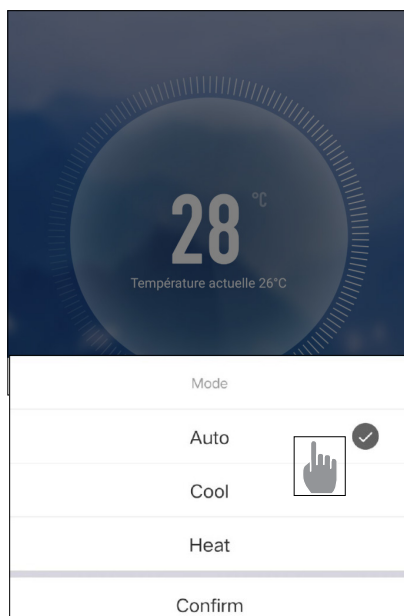 28 °C
Température actuelle 26°C
Mode
Auto
Cool
Heat
Confirm